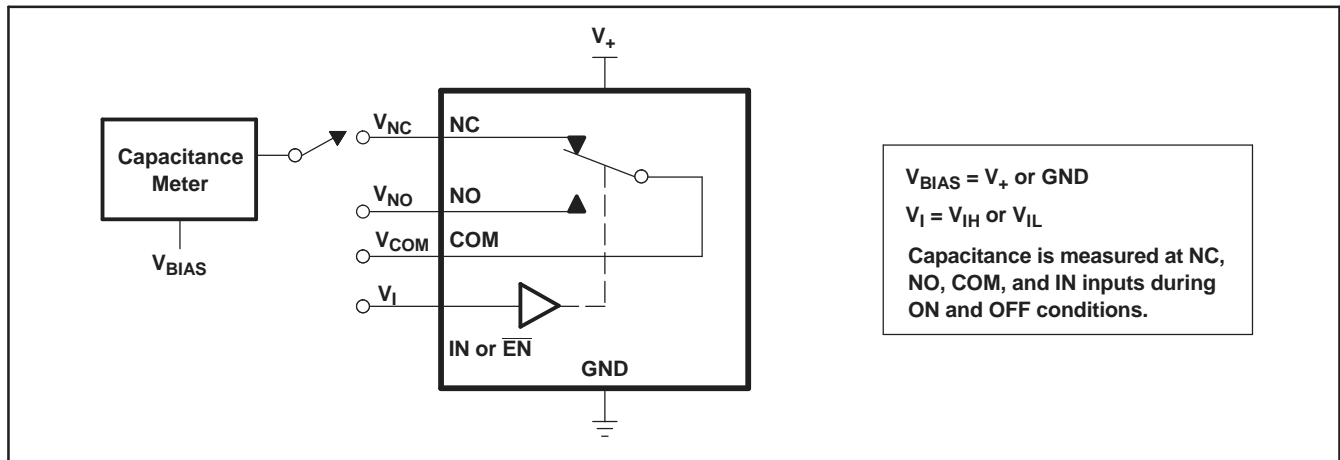 V+
Capacitance
Meter
VBIAS
VNC
NC
VNO
NO
VCOM
COM
VI
IN or E̅N̅
GND
VBIAS = V+ or GND
VI = VIH or VIL
Capacitance is measured at NC,
NO, COM, and IN inputs during
ON and OFF conditions.